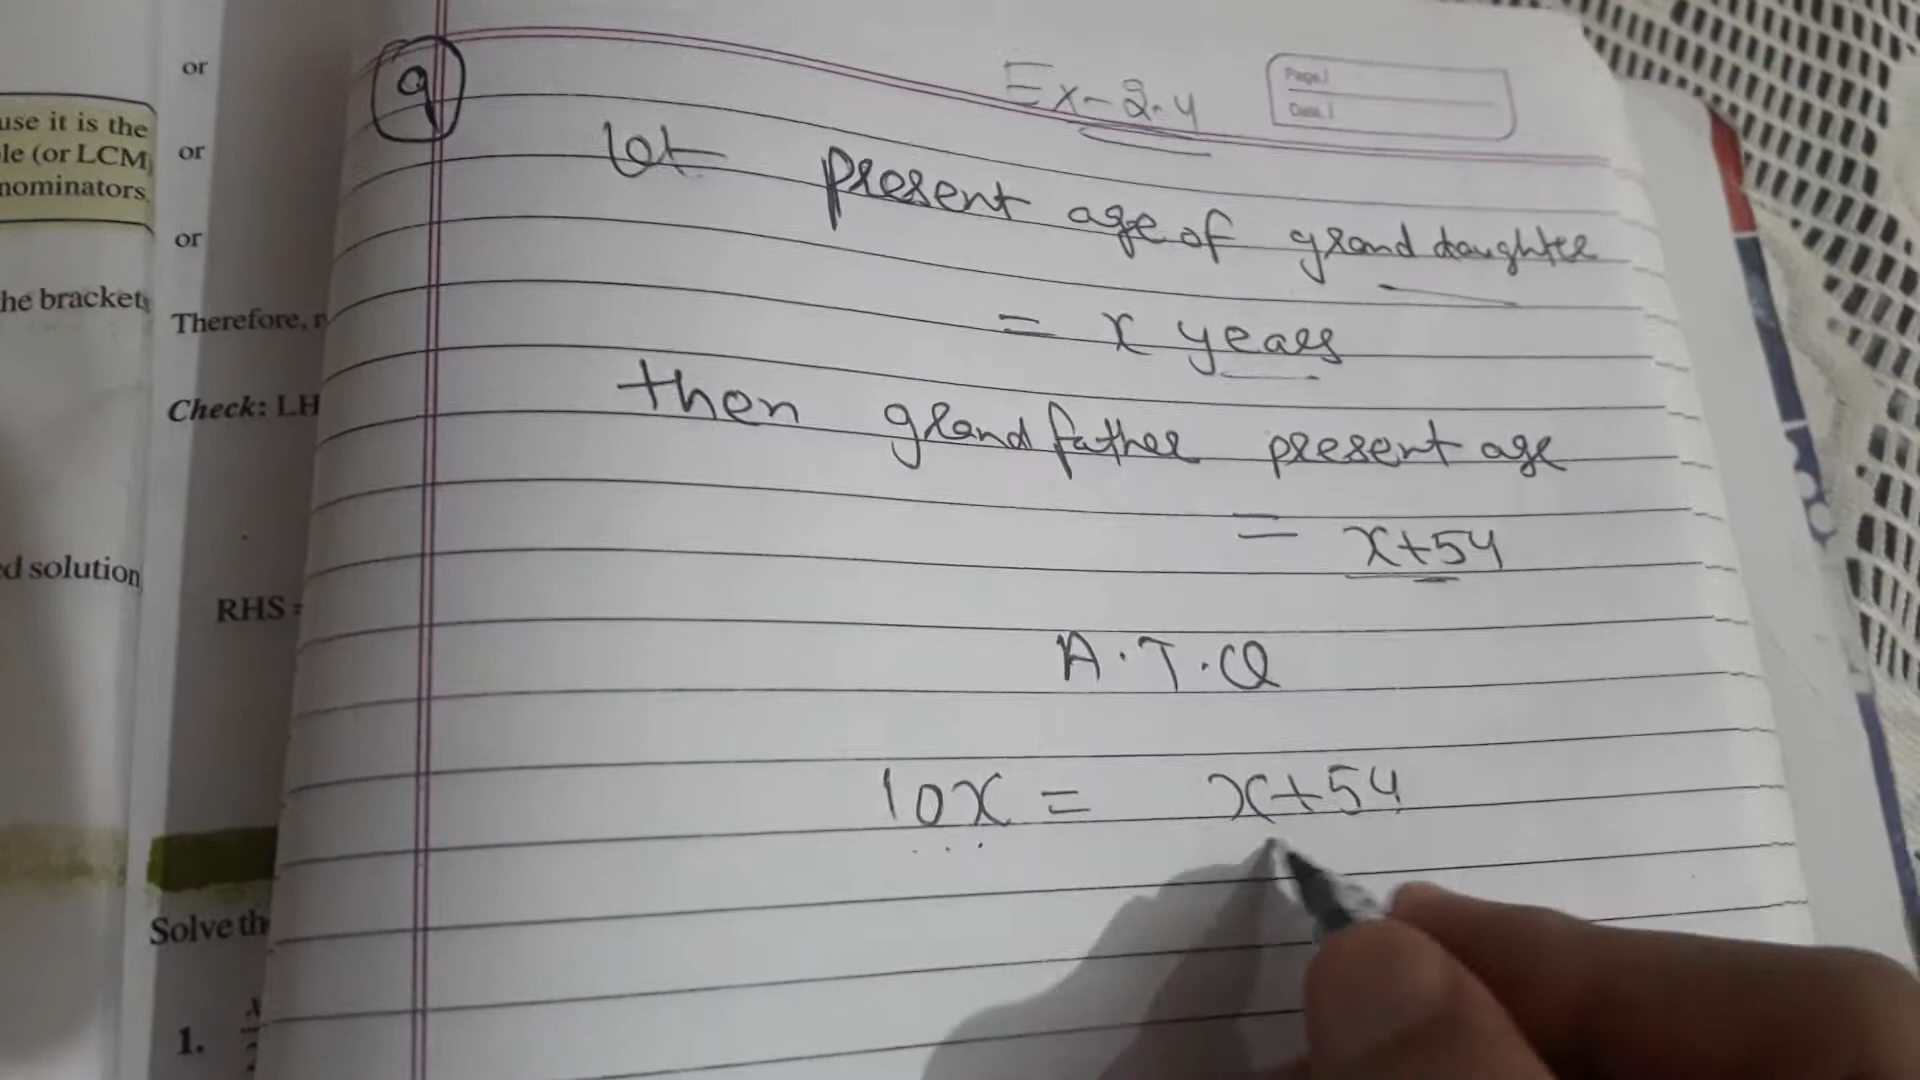 or
use it is the
le (or LCM)
nominators.
or
or
he brackets
Therefore,
Check: LH
d solution
RHS =
Solve th
1.
9
Ex-2.4
Page.
Date.
let present age of grand daughter
= x years
then grand father present age
= x+54
A.T.Q
10x = x+54